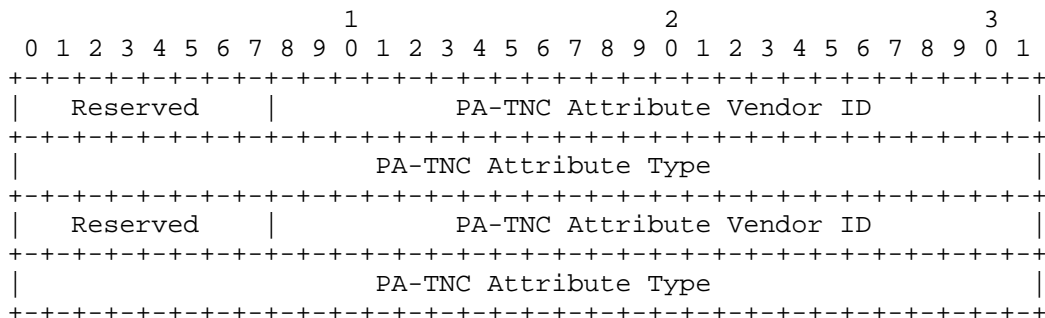 1                   2                   3
 0 1 2 3 4 5 6 7 8 9 0 1 2 3 4 5 6 7 8 9 0 1 2 3 4 5 6 7 8 9 0 1
+-+-+-+-+-+-+-+-+-+-+-+-+-+-+-+-+-+-+-+-+-+-+-+-+-+-+-+-+-+-+-+-+
|   Reserved    |           PA-TNC Attribute Vendor ID          |
+-+-+-+-+-+-+-+-+-+-+-+-+-+-+-+-+-+-+-+-+-+-+-+-+-+-+-+-+-+-+-+-+
|                      PA-TNC Attribute Type                    |
+-+-+-+-+-+-+-+-+-+-+-+-+-+-+-+-+-+-+-+-+-+-+-+-+-+-+-+-+-+-+-+-+
|   Reserved    |           PA-TNC Attribute Vendor ID          |
+-+-+-+-+-+-+-+-+-+-+-+-+-+-+-+-+-+-+-+-+-+-+-+-+-+-+-+-+-+-+-+-+
|                      PA-TNC Attribute Type                    |
+-+-+-+-+-+-+-+-+-+-+-+-+-+-+-+-+-+-+-+-+-+-+-+-+-+-+-+-+-+-+-+-+